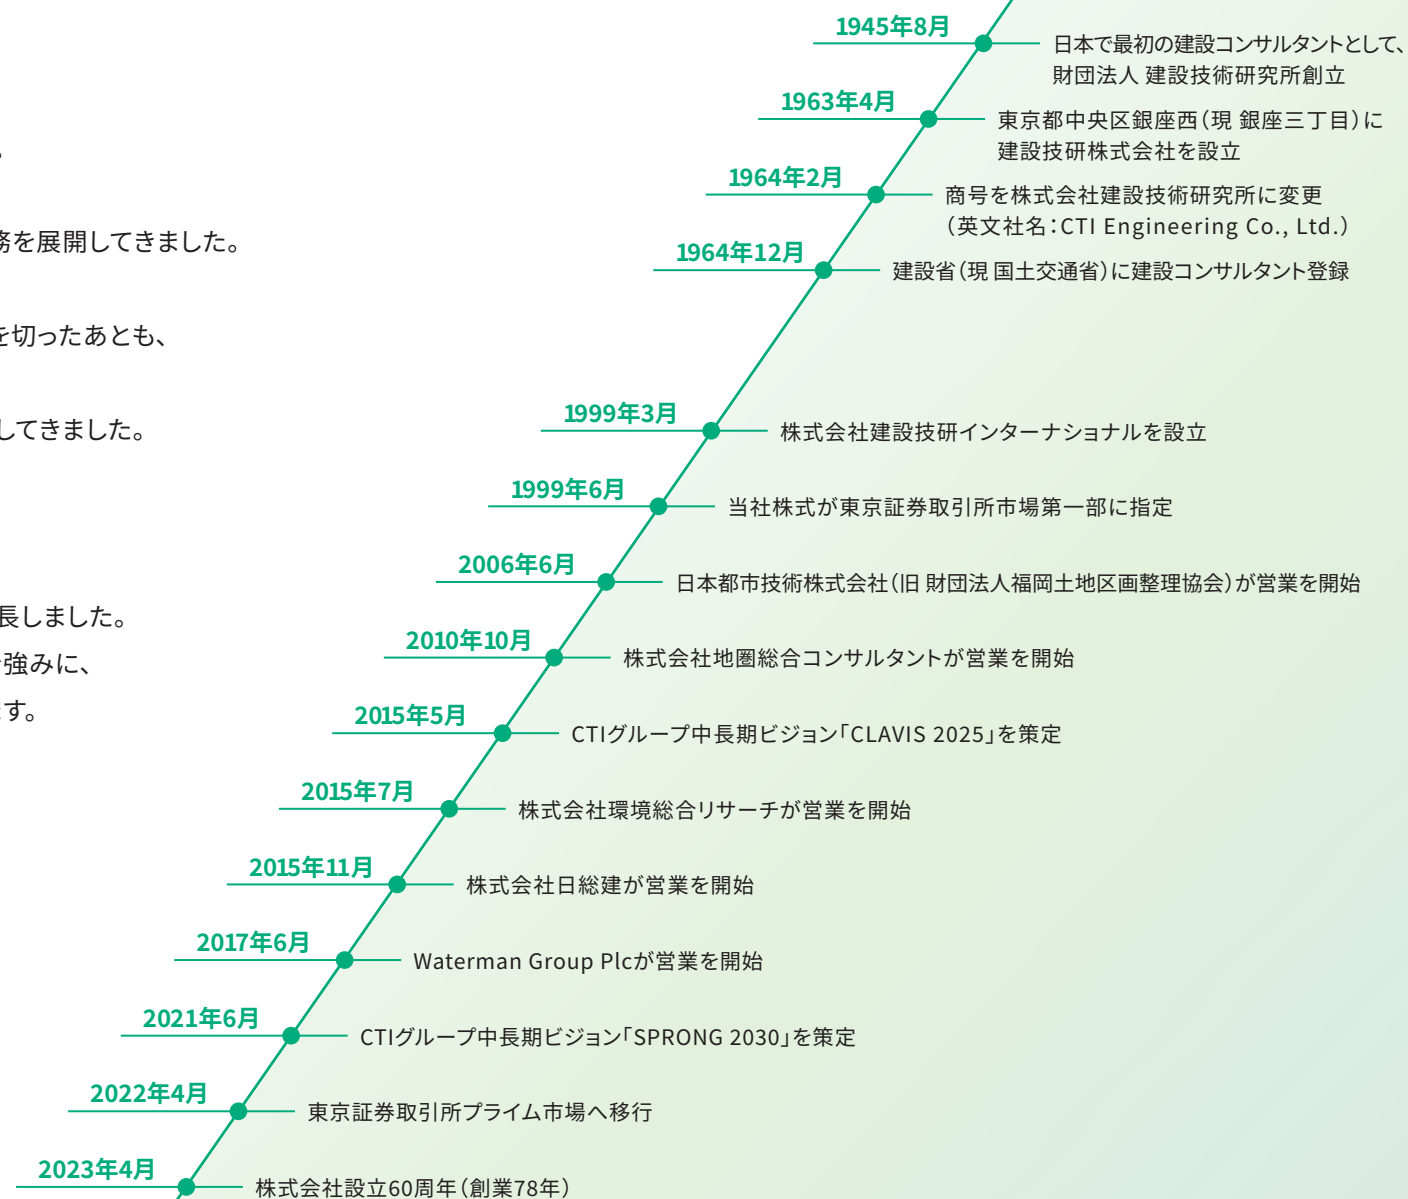 。
務を展開してきました。
を切ったあとも、
してきました。
長しました。
強みに、
す。
1945年8月
日本で最初の建設コンサルタントとして、
財団法人 建設技術研究所創立
1963年4月
東京都中央区銀座西（現 銀座三丁目）に
建設技研株式会社を設立
1964年2月
商号を株式会社建設技術研究所に変更
（英文社名：CTI Engineering Co., Ltd.）
1964年12月
建設省（現 国土交通省）に建設コンサルタント登録
1999年3月
株式会社建設技研インターナショナルを設立
1999年6月
当社株式が東京証券取引所市場第一部に指定
2006年6月
日本都市技術株式会社（旧 財団法人福岡土地区画整理協会）が営業を開始
2010年10月
株式会社地圏総合コンサルタントが営業を開始
2015年5月
CTIグループ中長期ビジョン「CLAVIS 2025」を策定
2015年7月
株式会社環境総合リサーチが営業を開始
2015年11月
株式会社日総建が営業を開始
2017年6月
Waterman Group Plcが営業を開始
2021年6月
CTIグループ中長期ビジョン「SPRONG 2030」を策定
2022年4月
東京証券取引所プライム市場へ移行
2023年4月
株式会社設立60周年（創業78年）